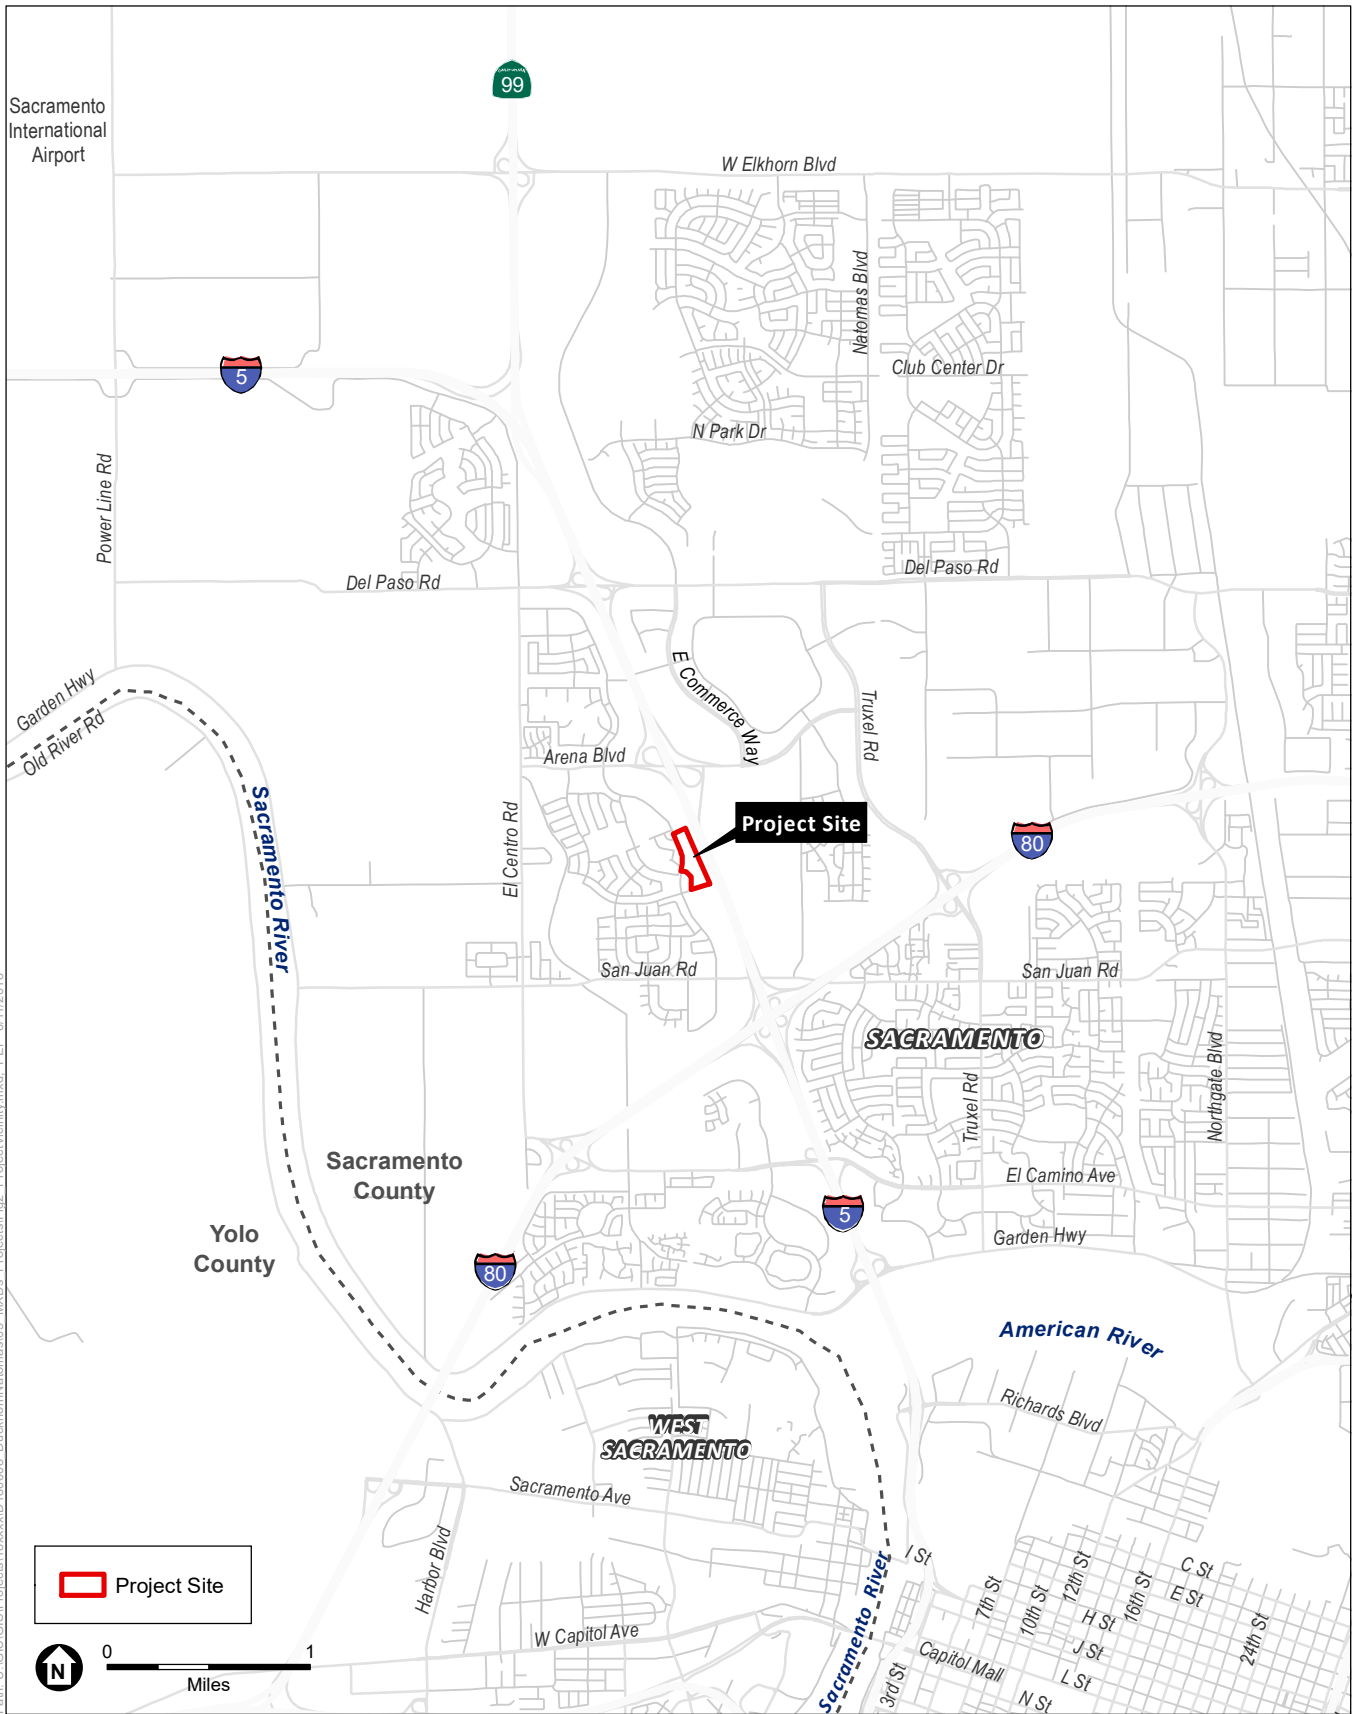 99
Sacramento
International
Airport
W Elkhorn Blvd
Natomas Blvd
5
Club Center Dr
N Park Dr
Power Line Rd
Del Paso Rd
Del Paso Rd
Garden Hwy
Old River Rd
E Commerce Way
Truxel Rd
Arena Blvd
Sacramento River
El Centro Rd
Project Site
80
San Juan Rd
San Juan Rd
SACRAMENTO
Northgate Blvd
Truxel Rd
Sacramento
County
El Camino Ave
Yolo
County
5
Garden Hwy
80
American River
Richards Blvd
WEST
SACRAMENTO
Sacramento Ave
Harbor Blvd
I St
C St
E St
7th St
10th St
12th St
16th St
24th St
H St
J St
L St
N St
Capitol Mall
3rd St
Sacramento River
W Capitol Ave
Project Site
N
0
1
Miles